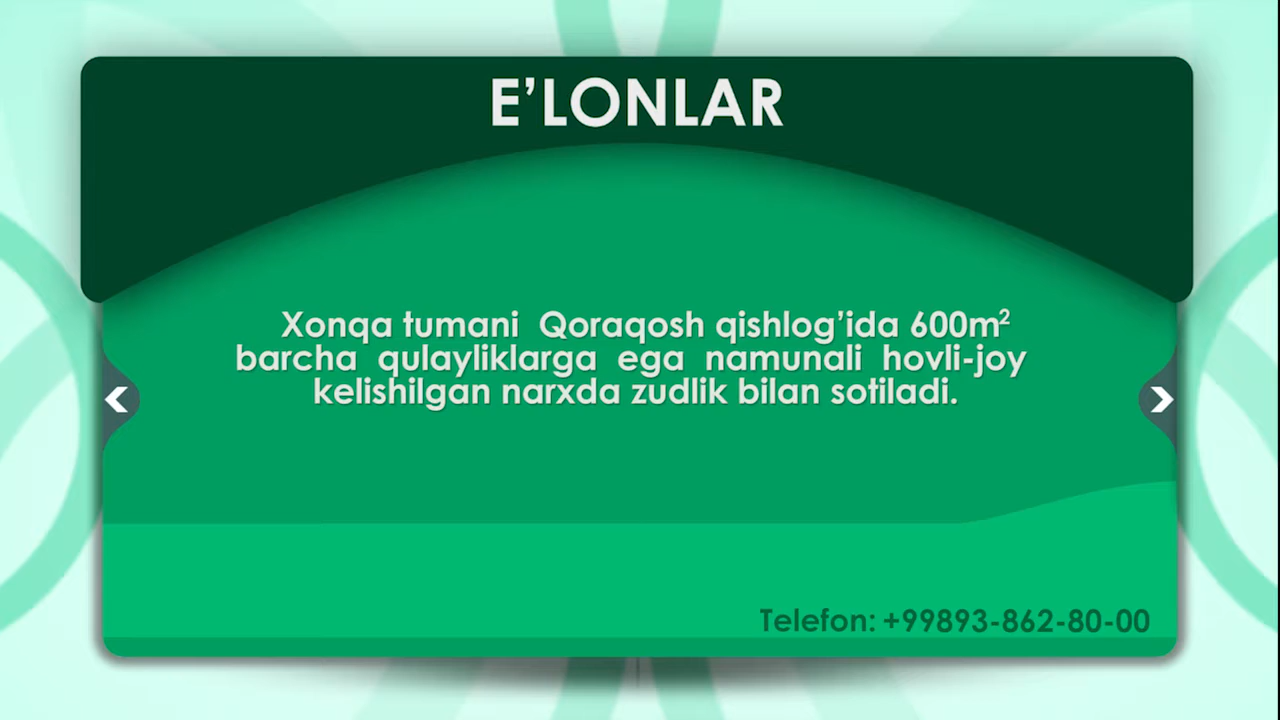 E’LONLAR
Xonqa tumani Qoraqosh qishlog’ida 600m²
barcha qulayliklarga ega namunali hovli-joy
kelishilgan narxda zudlik bilan sotiladi.
Telefon: +99893-862-80-00